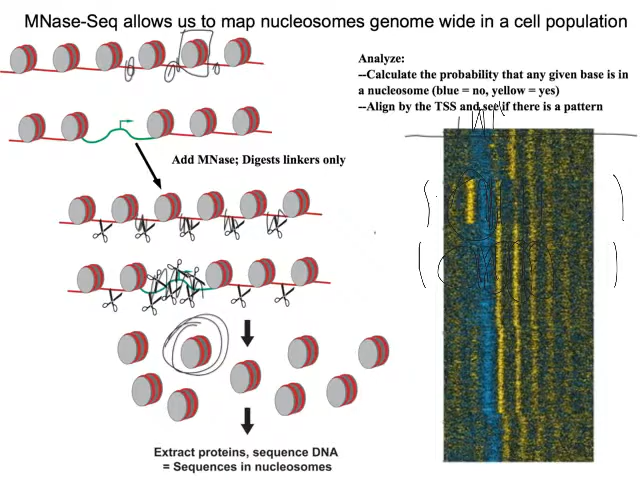 MNase-Seq allows us to map nucleosomes genome wide in a cell population
Analyze:
--Calculate the probability that any given base is in
a nucleosome (blue = no, yellow = yes)
--Align by the TSS and see if there is a pattern
Add MNase; Digests linkers only
Extract proteins, sequence DNA
= Sequences in nucleosomes